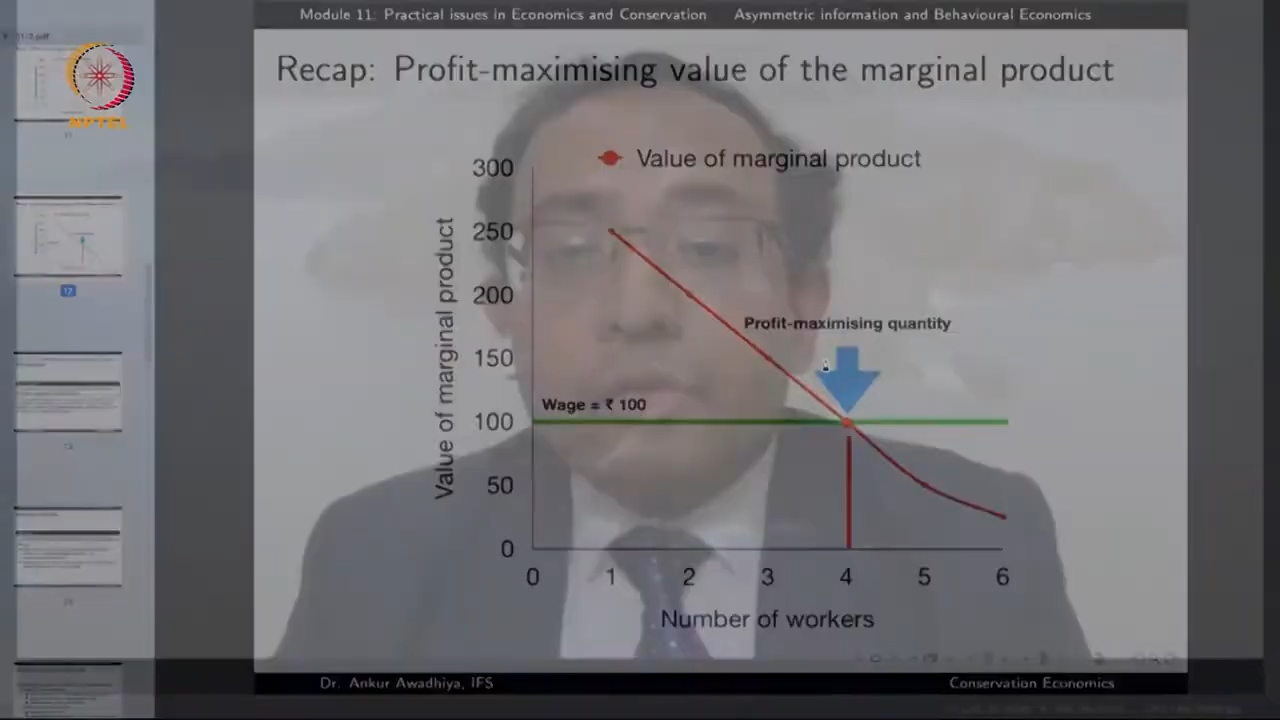 Module 11: Practical issues in Economics and Conservation Asymmetric information and Behavioural Economics
NPTEL
Recap: Profit-maximising value of the marginal product
Value of marginal product
300
250
200
150
100
50
0
Value of marginal product
Profit-maximising quantity
Wage = ₹ 100
0 1 2 3 4 5 6
Number of workers
12
Dr. Ankur Awadhiya, IFS Conservation Economics